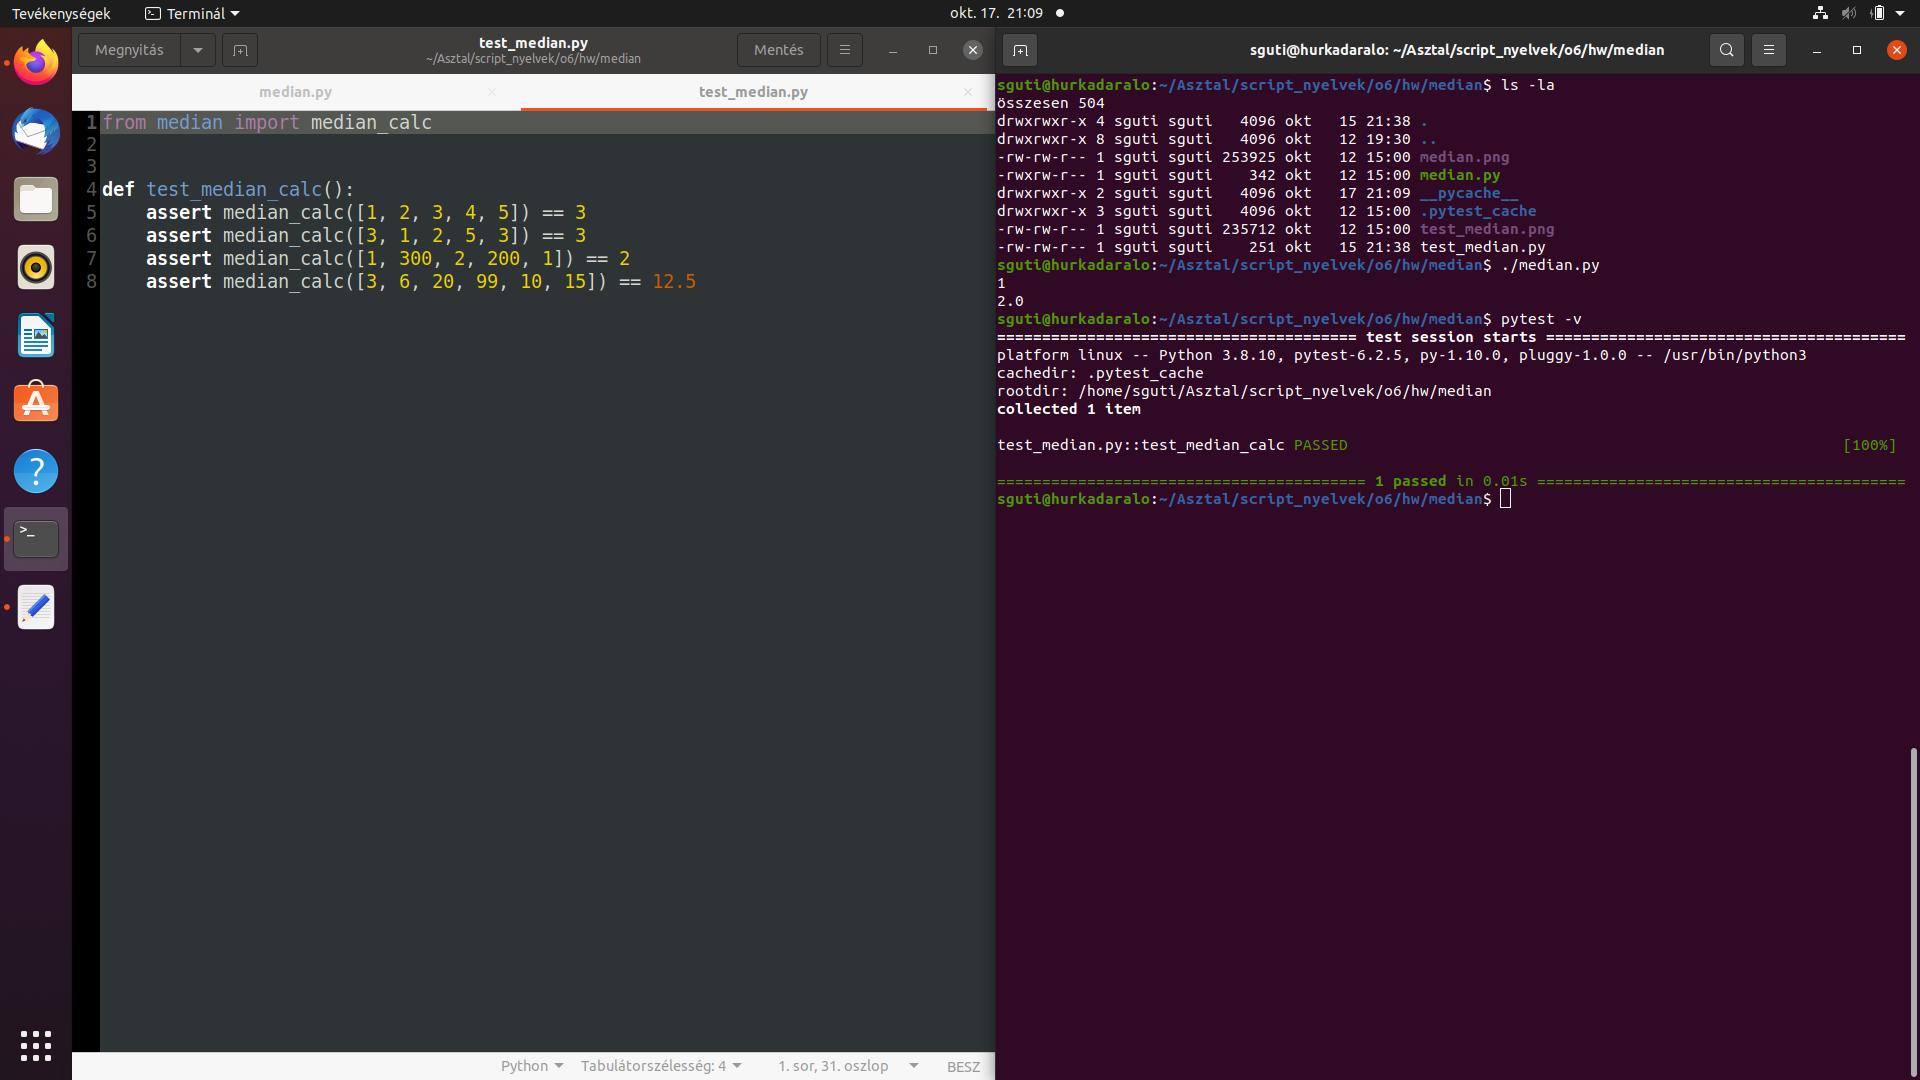 Tevékenységek
Terminál
okt. 17. 21:09
Megnyitás
test_median.py
~/Asztal/script_nyelvek/o6/hw/median
Mentés
median.py
test_median.py
1 from median import median_calc
2
3
4 def test_median_calc():
5     assert median_calc([1, 2, 3, 4, 5]) == 3
6     assert median_calc([3, 1, 2, 5, 3]) == 3
7     assert median_calc([1, 300, 2, 200, 1]) == 2
8     assert median_calc([3, 6, 20, 99, 10, 15]) == 12.5
Python
Tabulátorszélesség: 4
1. sor, 31. oszlop
BESZ
sguti@hurkadaralo: ~/Asztal/script_nyelvek/o6/hw/median
sguti@hurkadaralo:~/Asztal/script_nyelvek/o6/hw/median$ ls -la
összesen 504
drwxrwxr-x 4 sguti sguti   4096 okt   15 21:38 .
drwxrwxr-x 8 sguti sguti   4096 okt   12 19:30 ..
-rw-rw-r-- 1 sguti sguti 253925 okt   12 15:00 median.png
-rwxrw-r-- 1 sguti sguti    342 okt   12 15:00 median.py
drwxrwxr-x 2 sguti sguti   4096 okt   17 21:09 __pycache__
drwxrwxr-x 3 sguti sguti   4096 okt   12 15:00 .pytest_cache
-rw-rw-r-- 1 sguti sguti 235712 okt   12 15:00 test_median.png
-rw-rw-r-- 1 sguti sguti    251 okt   15 21:38 test_median.py
sguti@hurkadaralo:~/Asztal/script_nyelvek/o6/hw/median$ ./median.py
1
2.0
sguti@hurkadaralo:~/Asztal/script_nyelvek/o6/hw/median$ pytest -v
======================================== test session starts ========================================
platform linux -- Python 3.8.10, pytest-6.2.5, py-1.10.0, pluggy-1.0.0 -- /usr/bin/python3
cachedir: .pytest_cache
rootdir: /home/sguti/Asztal/script_nyelvek/o6/hw/median
collected 1 item
test_median.py::test_median_calc PASSED [100%]
========================================= 1 passed in 0.01s =========================================
sguti@hurkadaralo:~/Asztal/script_nyelvek/o6/hw/median$